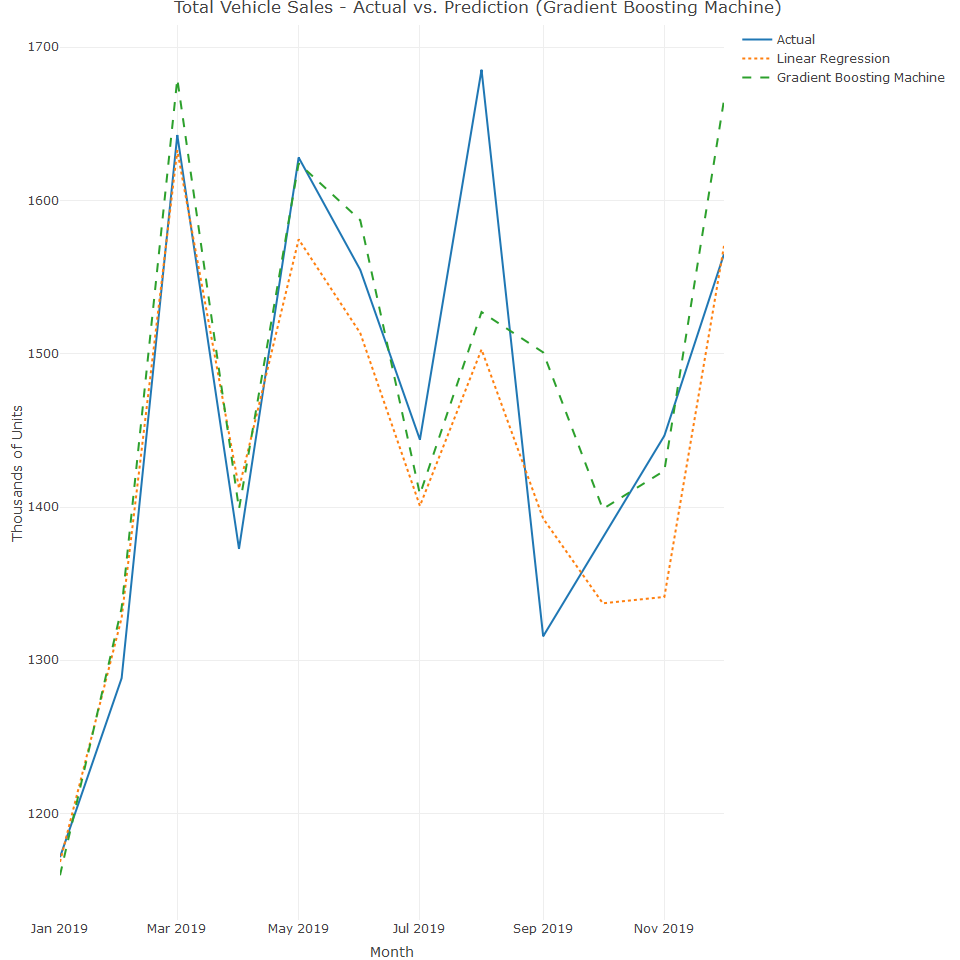 Total Vehicle Sales - Actual vs. Prediction (Gradient Boosting Machine)
Actual
Linear Regression
Gradient Boosting Machine
1700
1600
1500
1400
1300
1200
Thousands of Units
Jan 2019
Mar 2019
May 2019
Jul 2019
Sep 2019
Nov 2019
Month